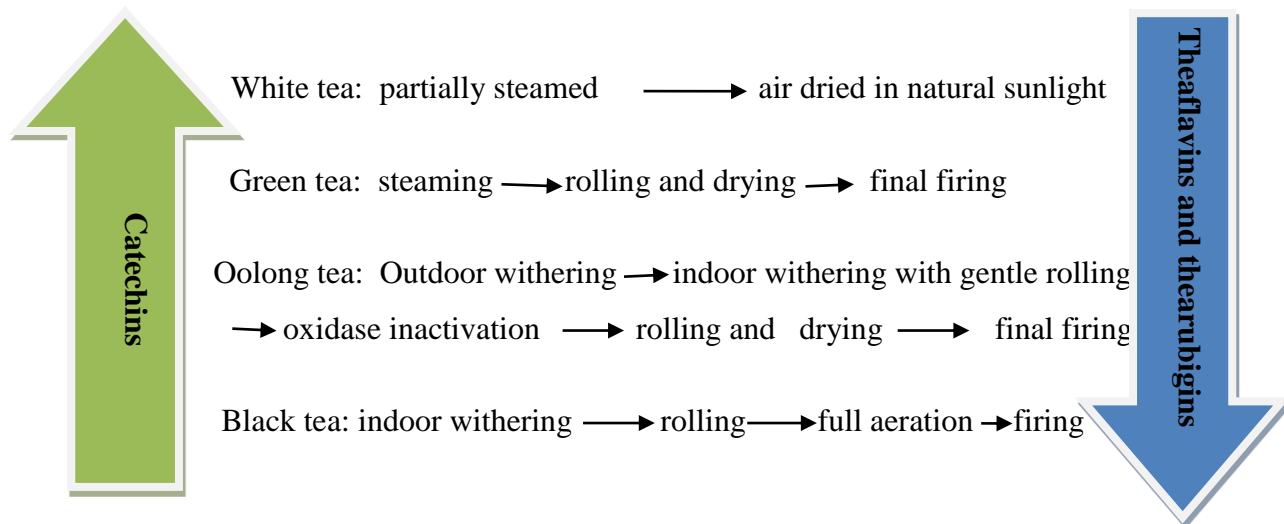 Catechins
White tea: partially steamed → air dried in natural sunlight
Green tea: steaming → rolling and drying → final firing
Oolong tea: Outdoor withering → indoor withering with gentle rolling
→ oxidase inactivation → rolling and drying → final firing
Black tea: indoor withering → rolling → full aeration → firing
Theaflavins and thearubigins